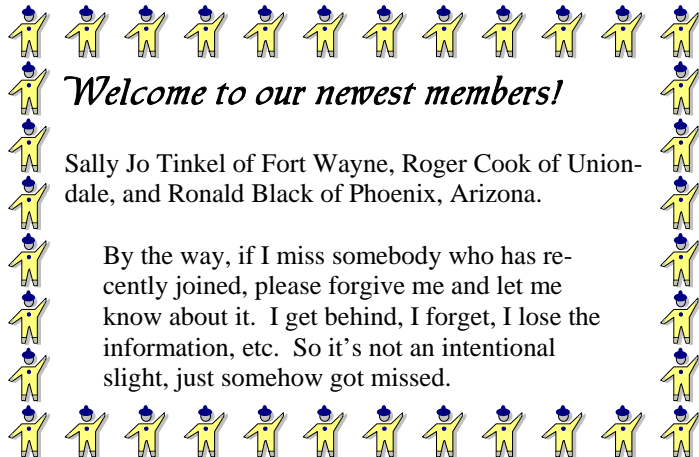 Welcome to our newest members!
Sally Jo Tinkel of Fort Wayne, Roger Cook of Union-
dale, and Ronald Black of Phoenix, Arizona.
By the way, if I miss somebody who has re-
cently joined, please forgive me and let me
know about it.  I get behind, I forget, I lose the
information, etc.  So it's not an intentional
slight, just somehow got missed.